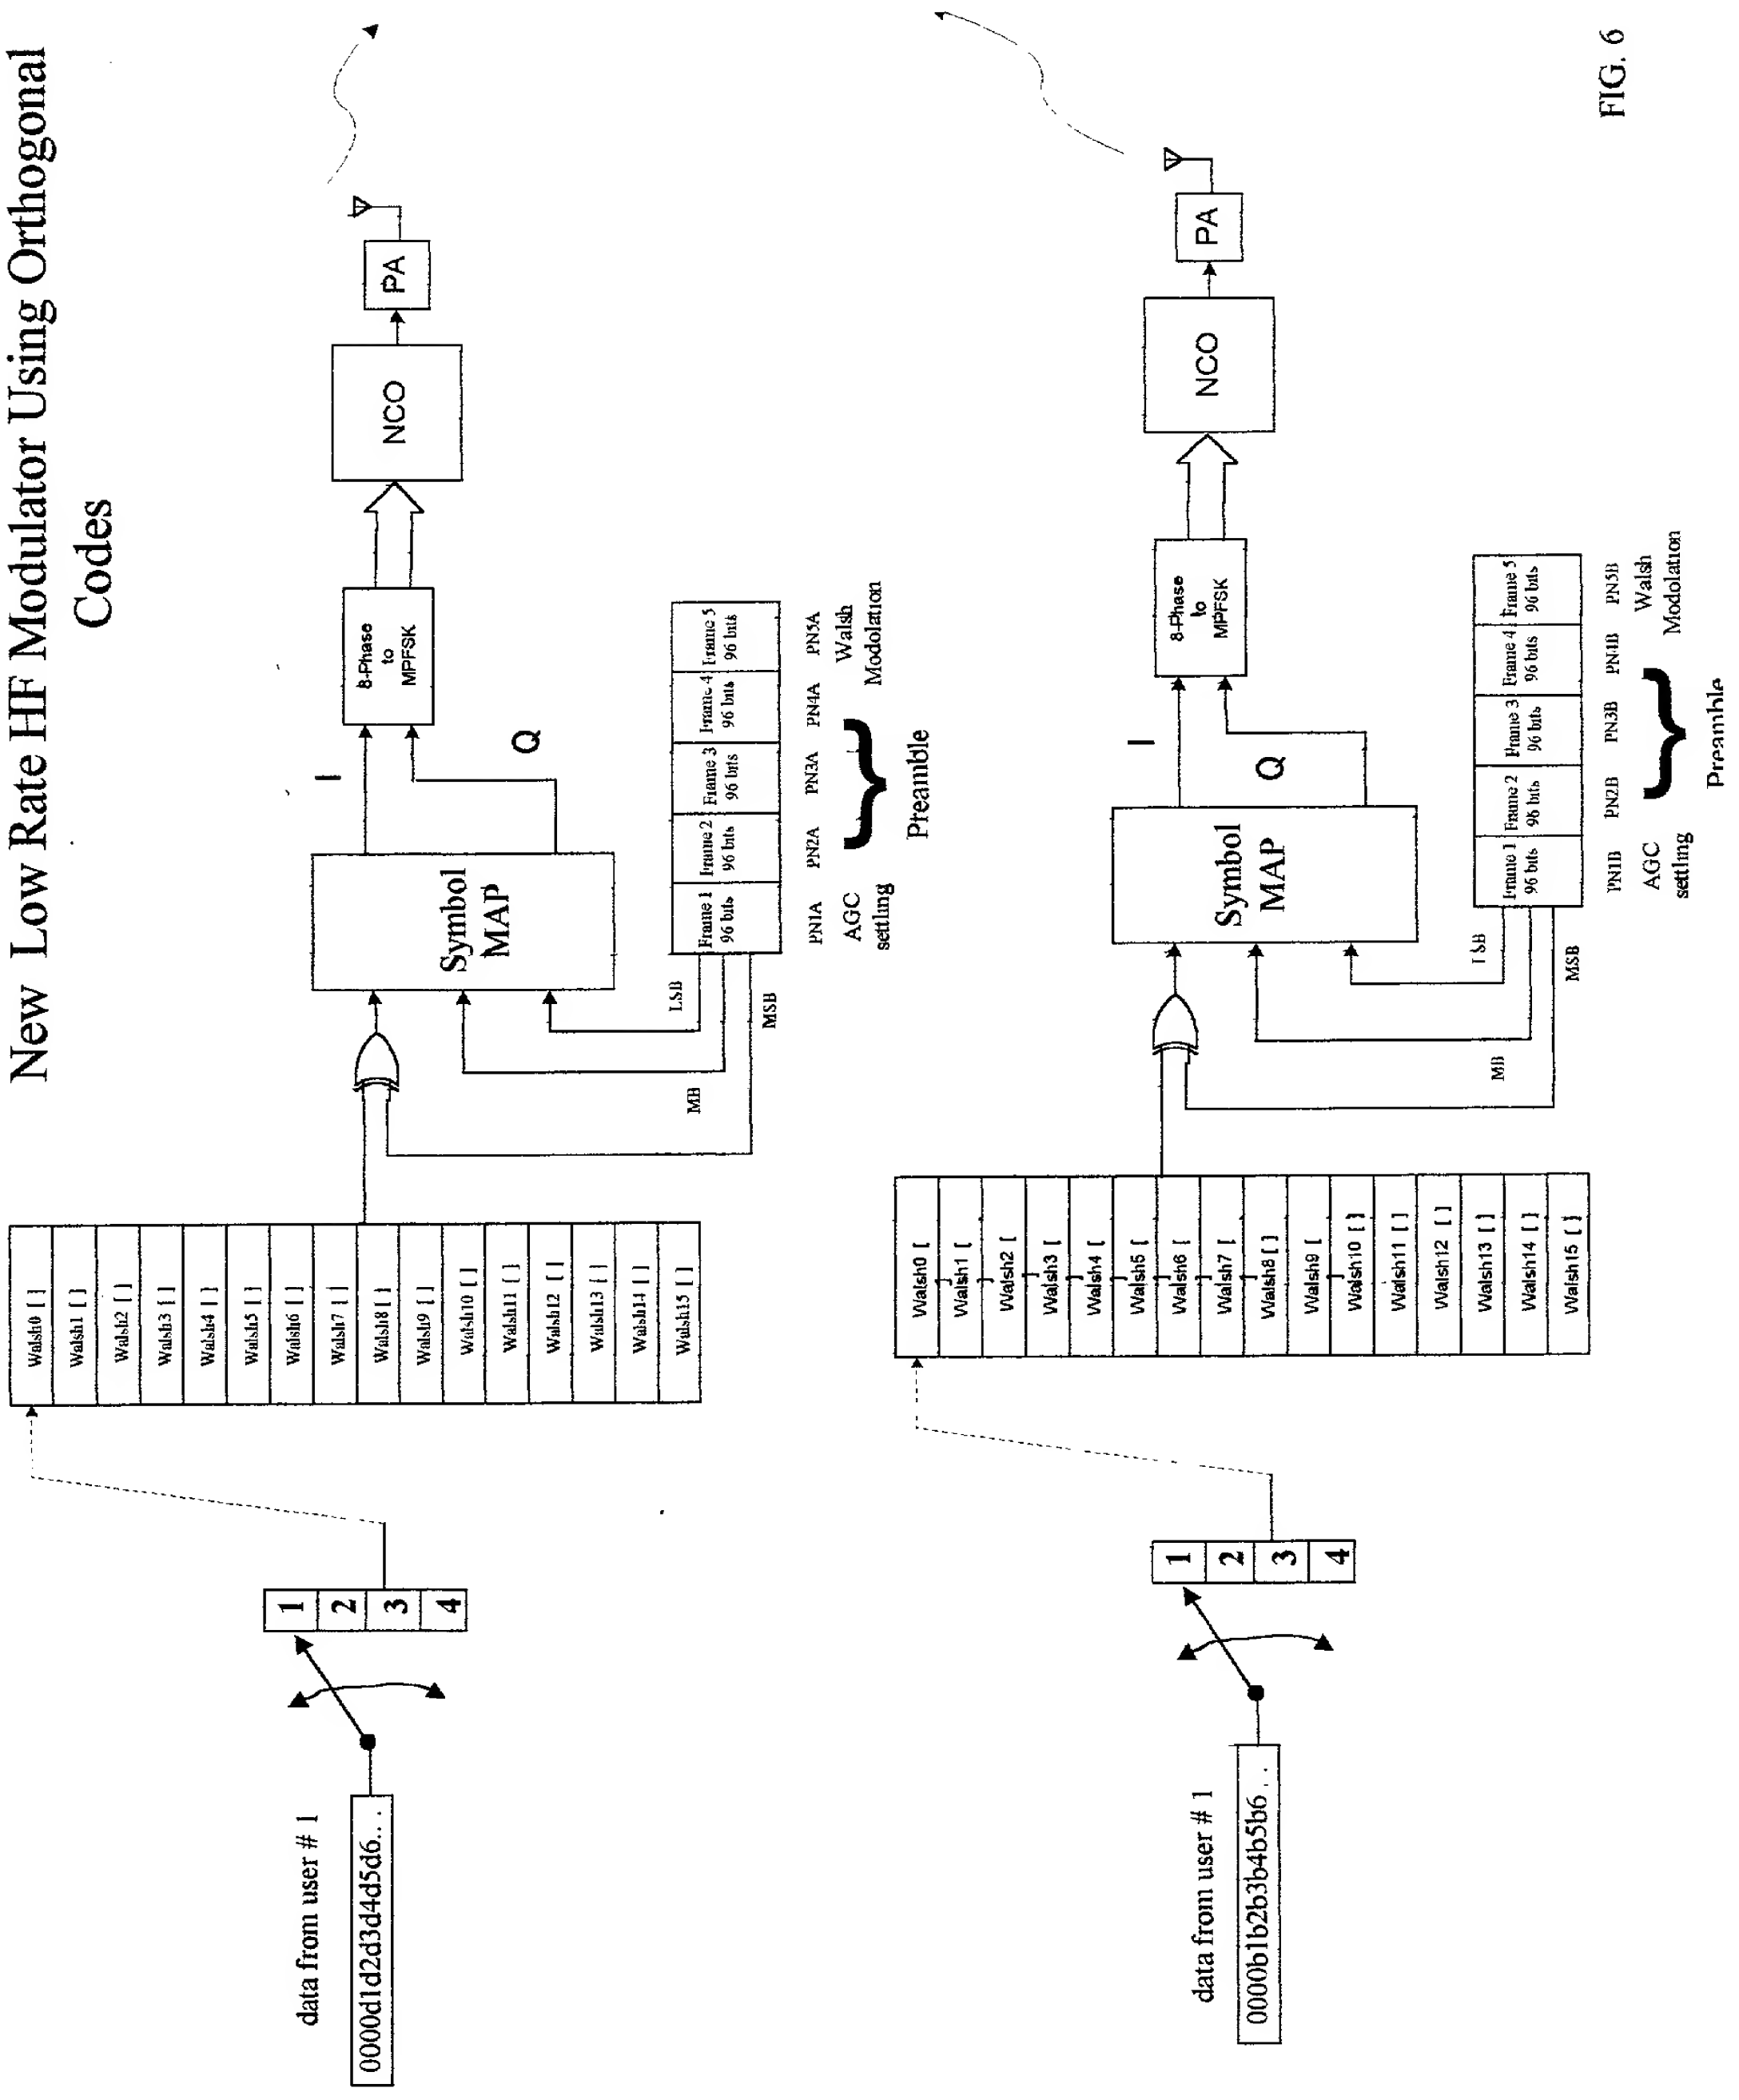 New Low Rate HF Modulator Using Orthogonal
Codes
data from user # 1
0000d1d2d3d4d5d6...
1
2
3
4
Walsh0 [ ]
Walsh1 [ ]
Walsh2 [ ]
Walsh3 [ ]
Walsh4 [ ]
Walsh5 [ ]
Walsh6 [ ]
Walsh7 [ ]
Walsh8 [ ]
Walsh9 [ ]
Walsh10 [ ]
Walsh11 [ ]
Walsh12 [ ]
Walsh13 [ ]
Walsh14 [ ]
Walsh15 [ ]
Symbol
MAP
I
Q
8-Phase
to
MPFSK
NCO
PA
LSB
MB
MSB
Frame 1
96 bits
Frame 2
96 bits
Frame 3
96 bits
Frame 4
96 bits
Frame 5
96 bits
PN1A
PN2A
PN3A
PN4A
PN5A
AGC
settling
Walsh
Modolation
Preamble
data from user # 1
0000b1b2b3b4b5b6...
1
2
3
4
Walsh0 [
]
Walsh1 [
]
Walsh2 [
Walsh3 [
]
Walsh4 [
]
Walsh5 [
]
Walsh6 [
]
Walsh7 [
]
Walsh8 [ ]
Walsh9 [
]
Walsh10 [ ]
Walsh11 [ ]
Walsh12 [ ]
Walsh13 [ ]
Walsh14 [ ]
Walsh15 [ ]
Symbol
MAP
I
Q
8-Phase
to
MPFSK
NCO
PA
LSB
MB
MSB
Frame 1
96 bits
Frame 2
96 bits
Frame 3
96 bits
Frame 4
96 bits
Frame 5
96 bits
PN1B
PN2B
PN3B
PN4B
PN5B
AGC
settling
Walsh
Modolation
Preamble
FIG. 6